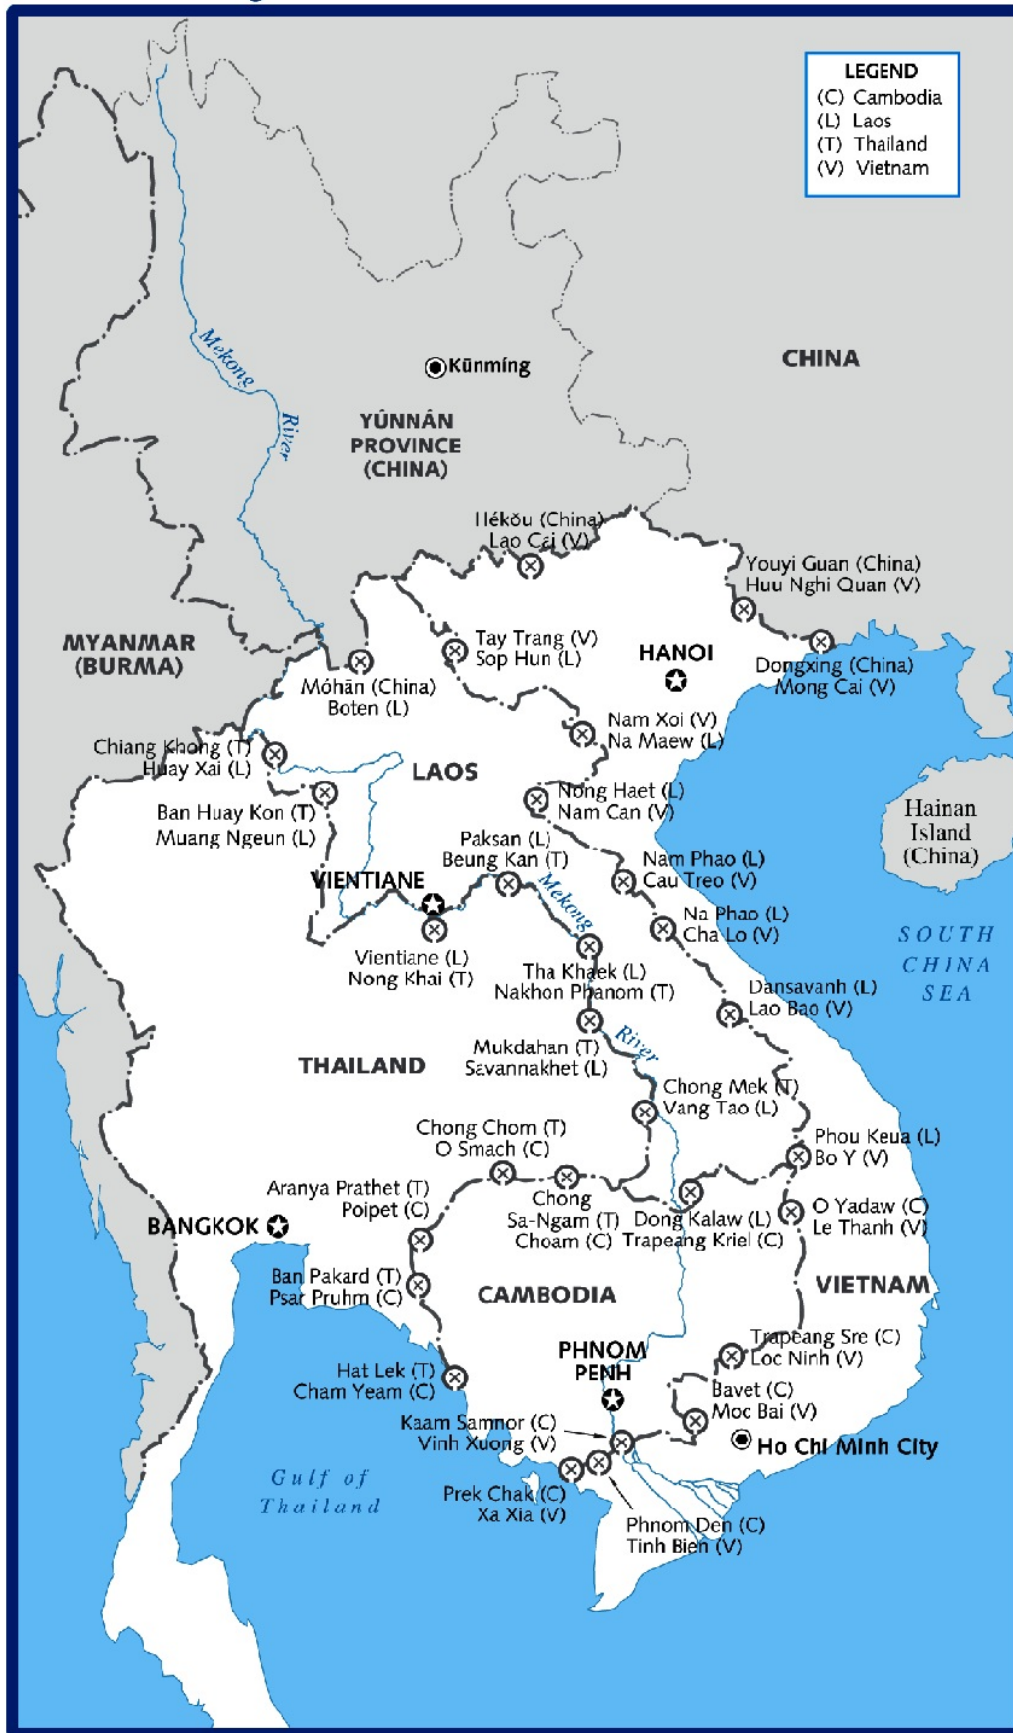 LEGEND
(C) Cambodia
(L) Laos
(T) Thailand
(V) Vietnam
Mekong
River
Kūnmíng
CHINA
YÚNNÁN
PROVINCE
(CHINA)
Hékǒu (China)
Lao Cai (V)
Youyi Guan (China)
Huu Nghi Quan (V)
MYANMAR
(BURMA)
Tay Trang (V)
Sop Hun (L)
HANOI
Dongxing (China)
Mong Cai (V)
Móhān (China)
Boten (L)
Nam Xoi (V)
Na Maew (L)
Chiang Khong (T)
Huay Xai (L)
LAOS
Ban Huay Kon (T)
Muang Ngeun (L)
Nong Haet (L)
Nam Can (V)
Hainan
Island
(China)
Paksan (L)
Beung Kan (T)
Nam Phao (L)
Cau Treo (V)
VIENTIANE
Mekong
Na Phao (L)
Cha Lo (V)
SOUTH
CHINA
SEA
Vientiane (L)
Nong Khai (T)
Tha Khaek (L)
Nakhon Phanom (T)
Dansavanh (L)
Lao Bao (V)
THAILAND
Mukdahan (T)
Savannakhet (L)
River
Chong Mek (T)
Vang Tao (L)
Chong Chom (T)
O Smach (C)
Phou Keua (L)
Bo Y (V)
Aranya Prathet (T)
Poipet (C)
Chong
Sa-Ngam (T)
Choam (C)
Dong Kalaw (L)
Trapeang Kriel (C)
O Yadaw (C)
Le Thanh (V)
BANGKOK
Ban Pakard (T)
Psar Pruhm (C)
CAMBODIA
VIETNAM
Trapeang Sre (C)
Loc Ninh (V)
PHNOM
PENH
Hat Lek (T)
Cham Yeam (C)
Bavet (C)
Moc Bai (V)
Kaam Samnor (C)
Vinh Xuong (V)
Ho Chi Minh City
Gulf of
Thailand
Prek Chak (C)
Xa Xia (V)
Phnom Den (C)
Tinh Bien (V)